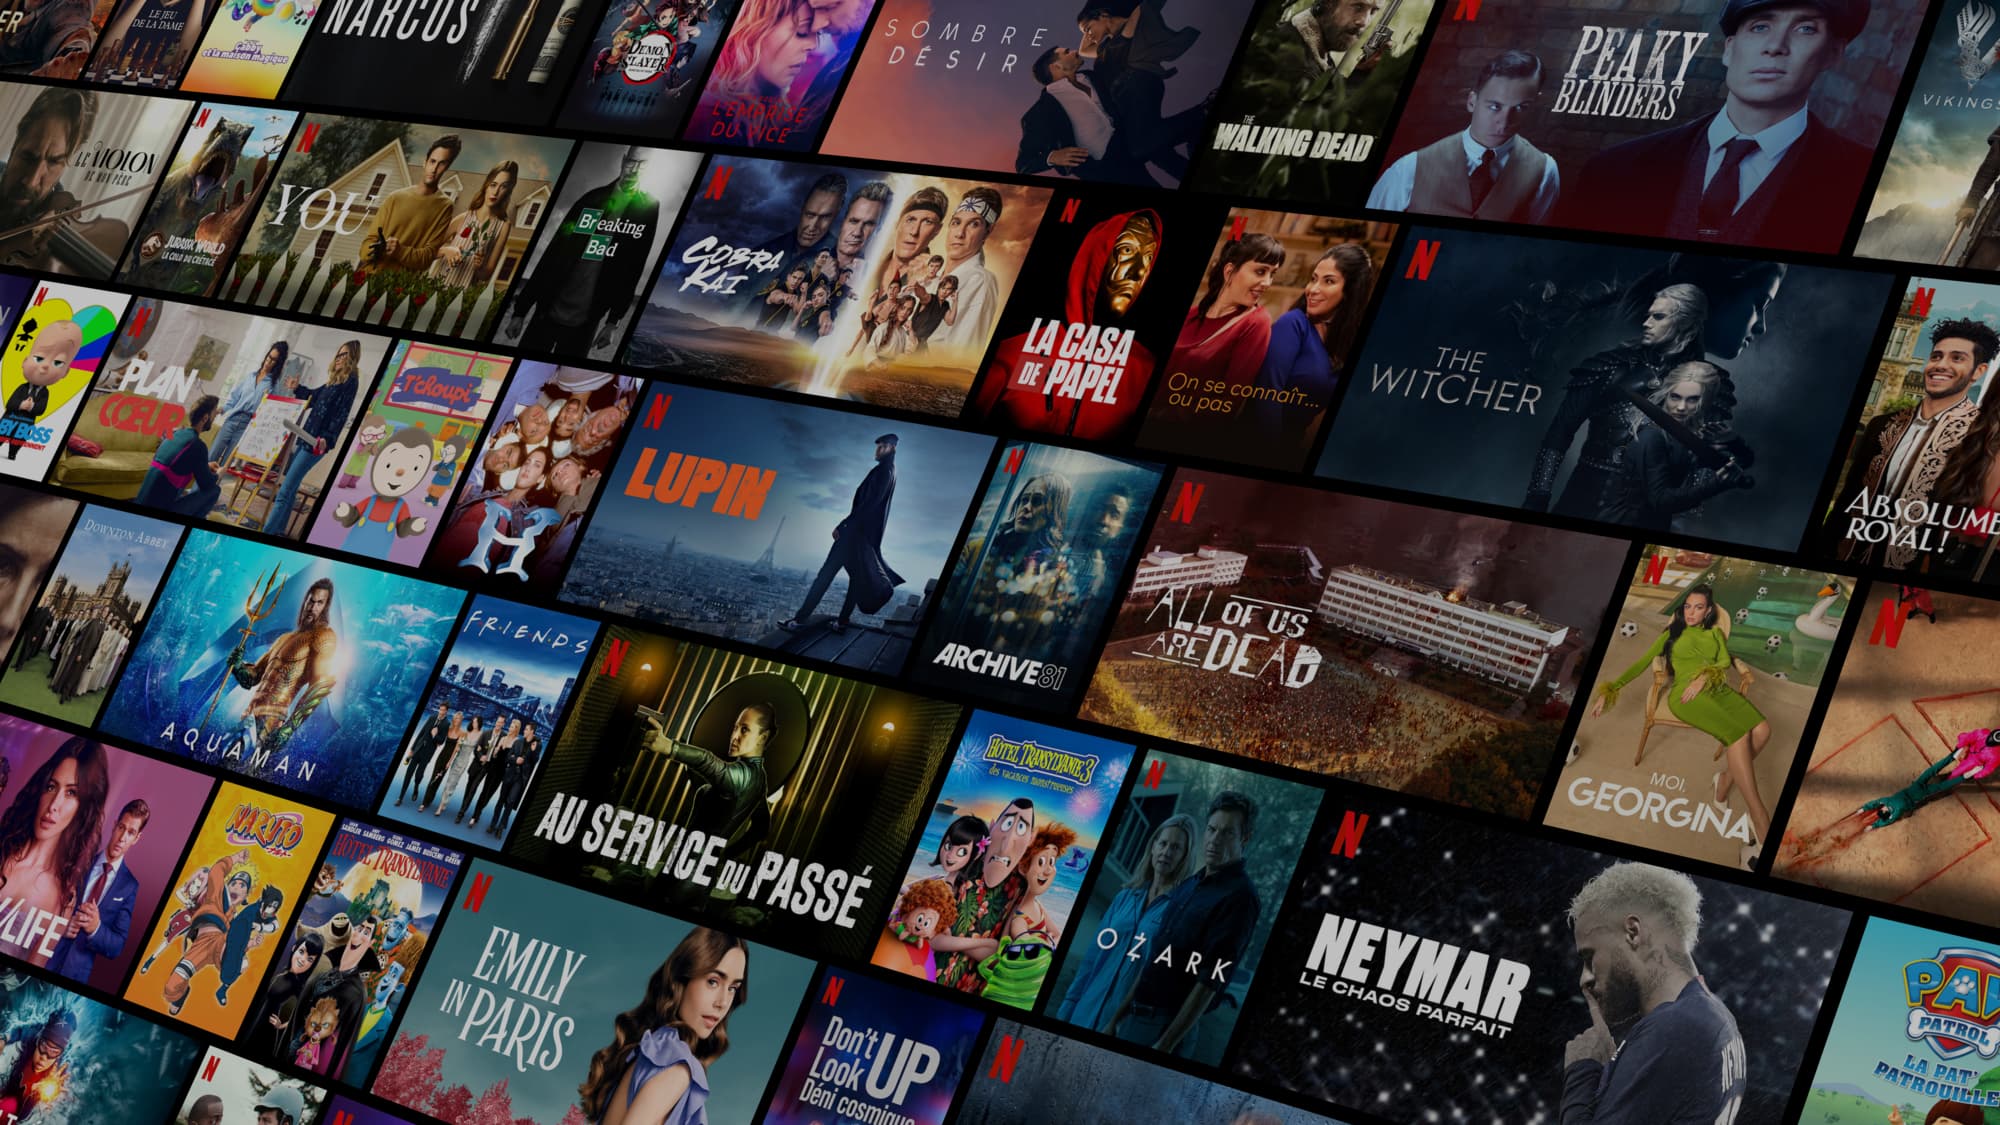 LE JEU
DE LA DAME
Gabby
et la maison magique
NARCOS
DEMON
SLAYER
L'EMPRISE
DU VICE
SOMBRE
DÉSIR
THE
WALKING DEAD
N
PEAKY
BLINDERS
VIKINGS
LE VIOLON
DE MON PÈRE
N
JURASSIC WORLD
LA COLO DU CRÉTACÉ
N
YOU
Breaking
Bad
N
COBRA
KAI
N
LA CASA
DE PAPEL
N
On se connaît...
ou pas
N
THE
WITCHER
N
ABSOLUME
ROYAL !
N
BY BOSS
N
PLAN
CŒUR
T'choupi
H
N
LUPIN
N
ARCHIVE 81
N
ALL OF US
ARE DEAD
N
MOI,
GEORGINA
N
DOWNTON ABBEY
AQUAMAN
FRIENDS
N
AU SERVICE DU PASSÉ
HOTEL TRANSYLVANIE 3
des vacances monstrueuses
N
OZARK
N
NEYMAR
LE CHAOS PARFAIT
PAW
PATROL
LA PAT'
PATROUILLE
/LIFE
NARUTO
HOTEL TRANSYLVANIE
N
EMILY
IN PARIS
N
Don't
Look UP
Déni cosmique
N
N
N